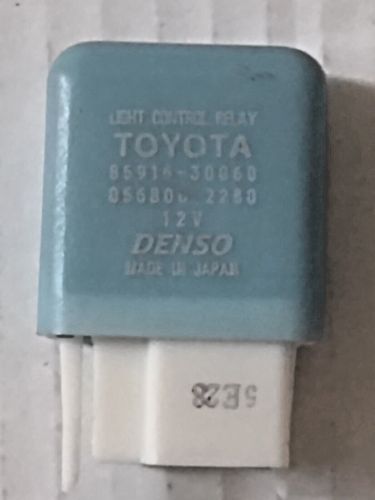 LIGHT CONTROL RELAY
TOYOTA
85916-30060
056800 2280
12V
DENSO
MADE IN JAPAN
5E28